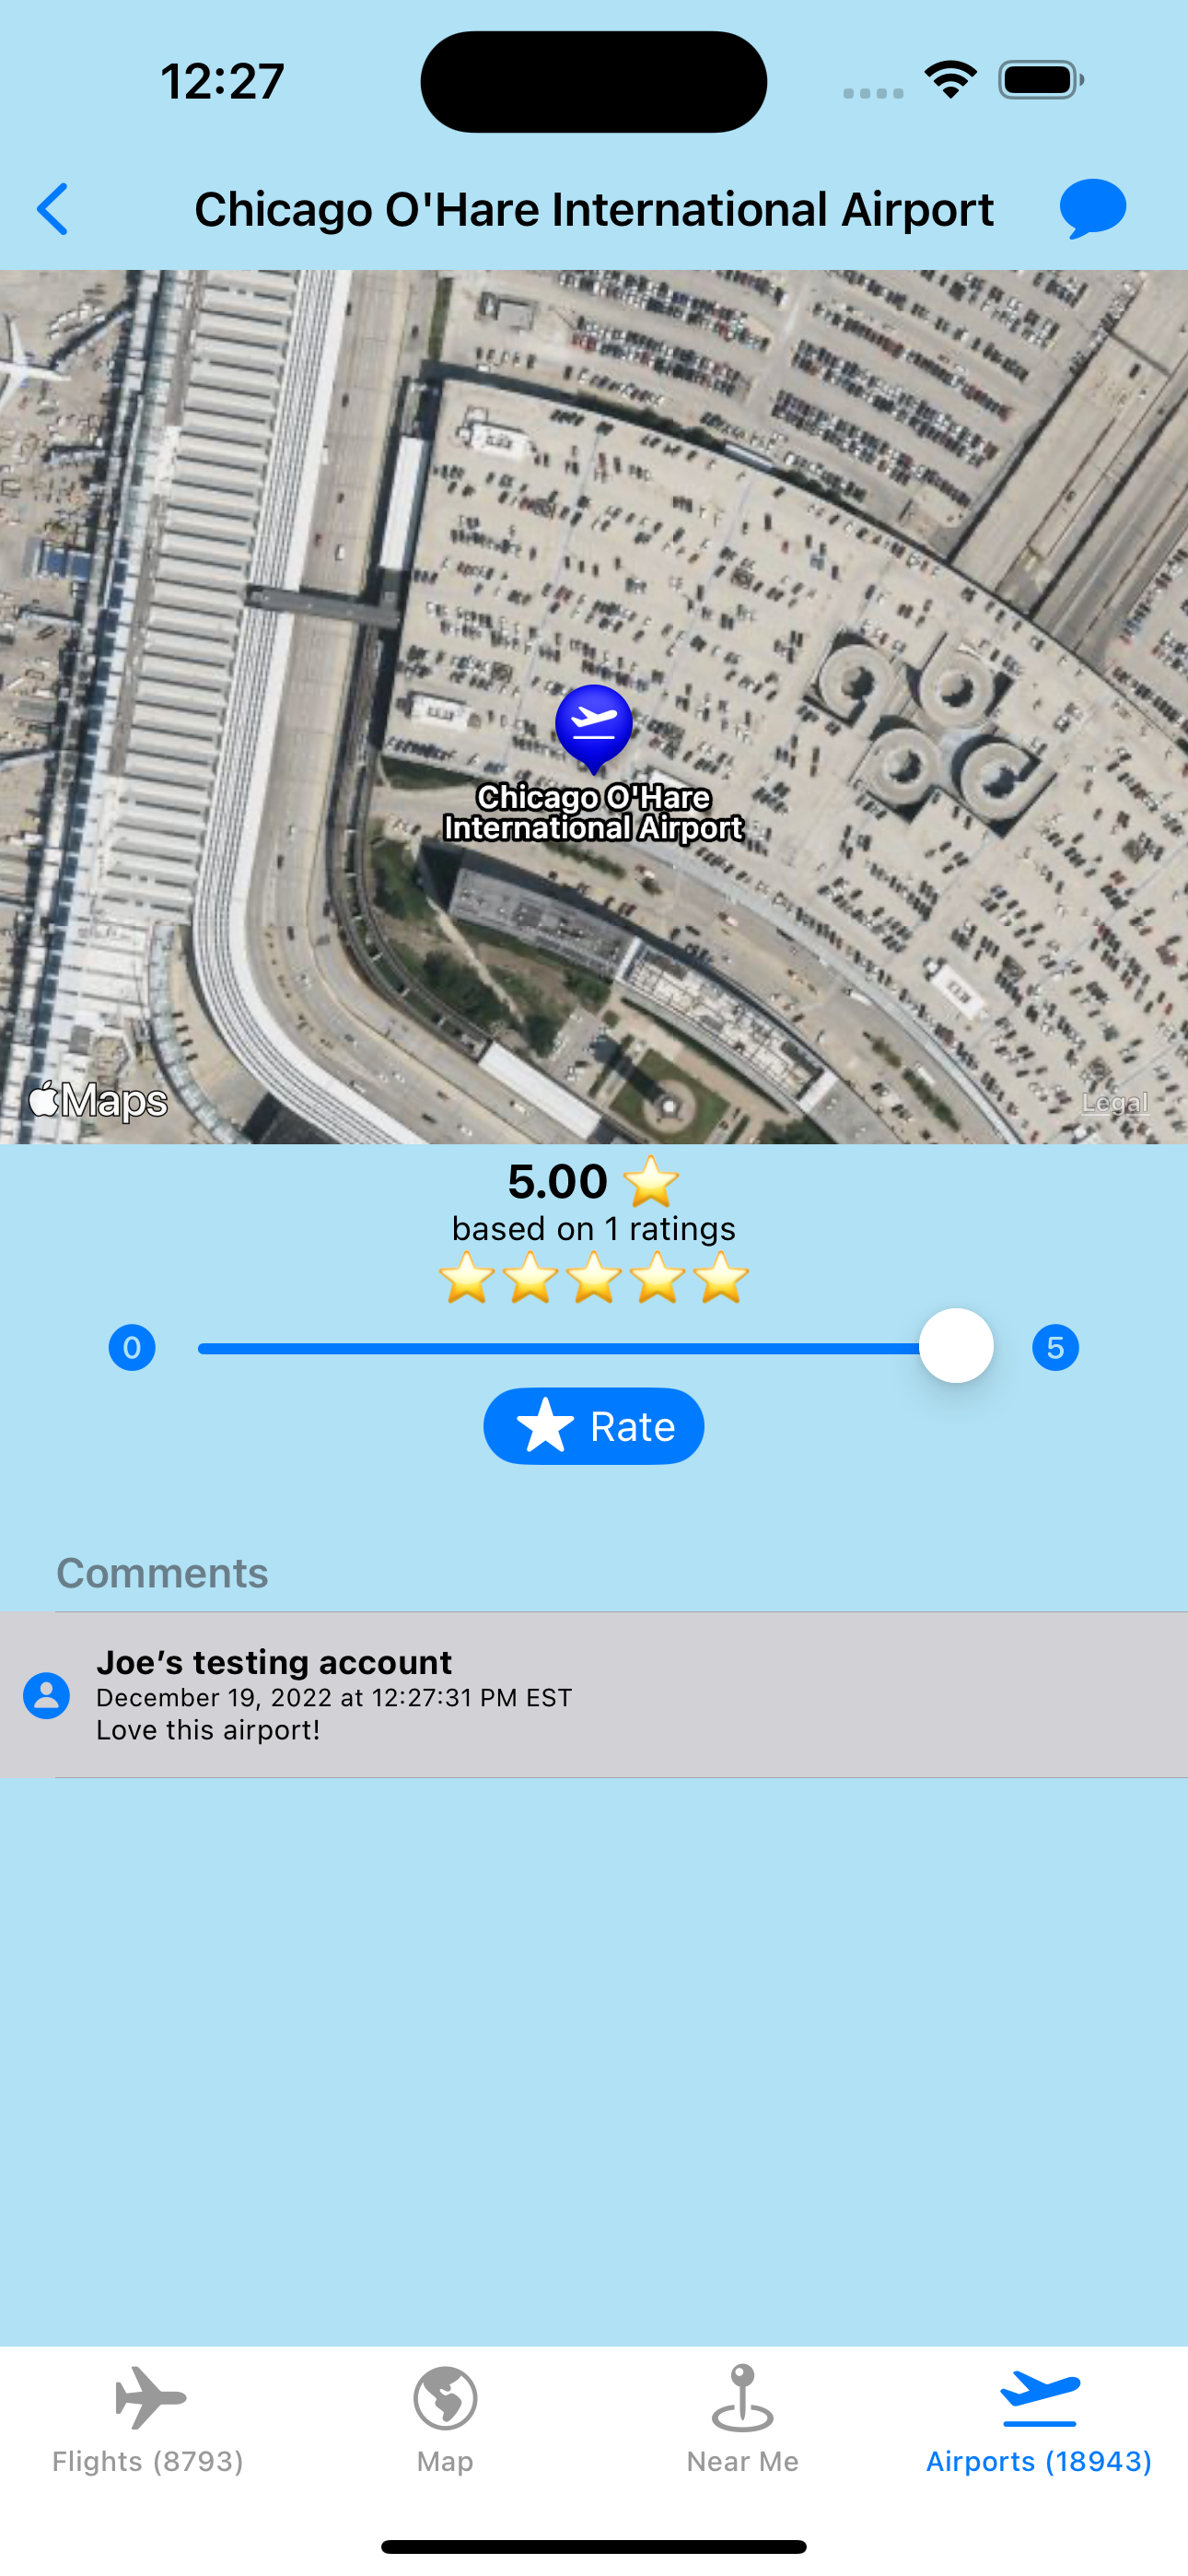 12:27
Chicago O'Hare International Airport
Chicago O'Hare
International Airport
Maps
Legal
5.00
based on 1 ratings
0
5
Rate
Comments
Joe’s testing account
December 19, 2022 at 12:27:31 PM EST
Love this airport!
Flights (8793)
Map
Near Me
Airports (18943)